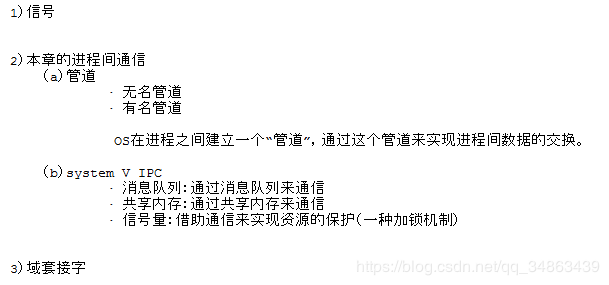 1)信号
2)本章的进程间通信
(a)管道
· 无名管道
· 有名管道
OS在进程之间建立一个“管道”，通过这个管道来实现进程间数据的交换。
(b)system V IPC
· 消息队列:通过消息队列来通信
· 共享内存:通过共享内存来通信
· 信号量:借助通信来实现资源的保护(一种加锁机制)
3)域套接字
https://blog.csdn.net/qq_34863439